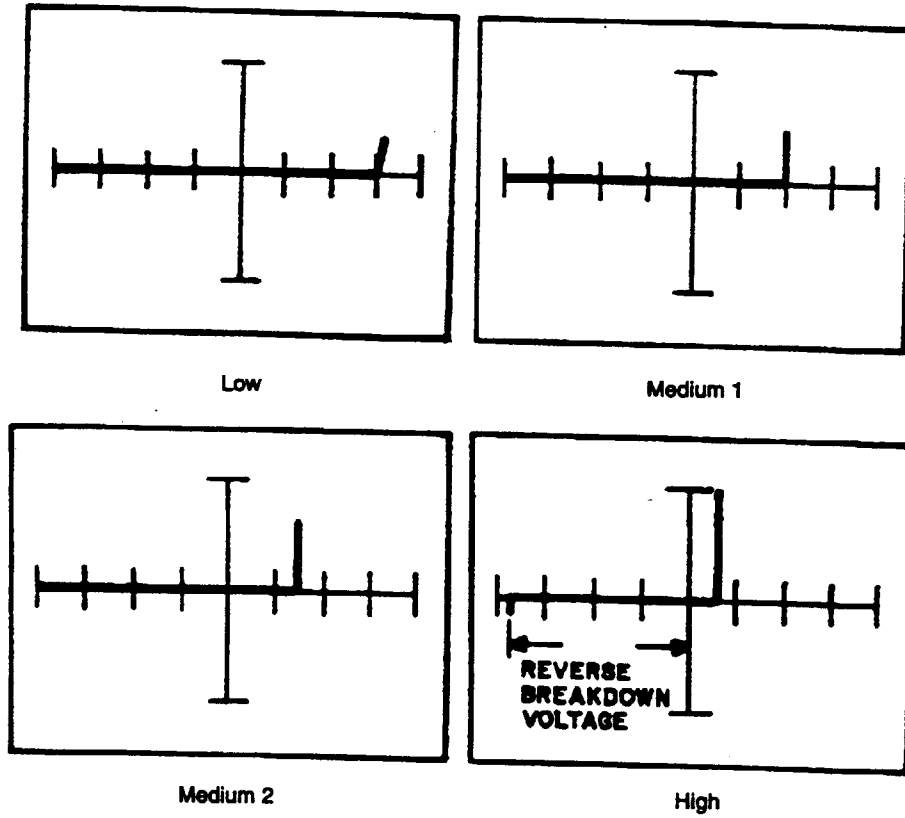 Low
Medium 1
Medium 2
REVERSE
BREAKDOWN
VOLTAGE
High